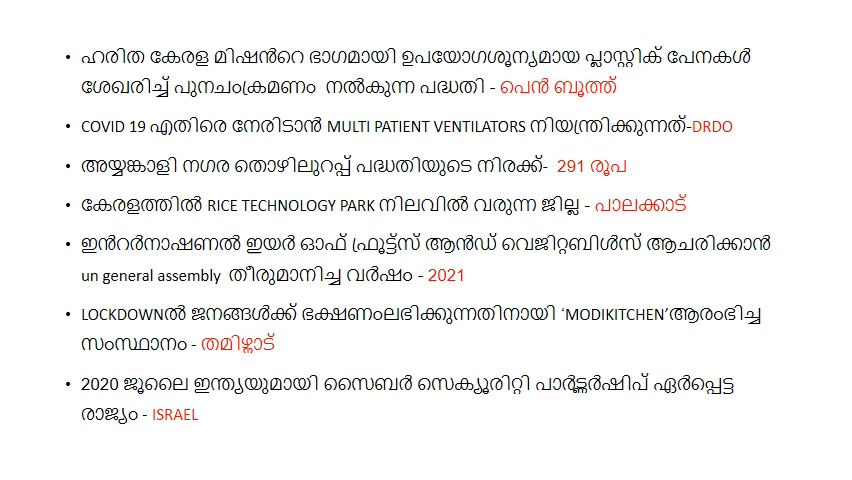 • ഹരിത കേരള മിഷൻറെ ഭാഗമായി ഉപയോഗശൂന്യമായ പ്ലാസ്റ്റിക് പേനകൾ
ശേഖരിച്ച് പുനചംക്രമണം നൽകുന്ന പദ്ധതി - പെൻ ബൂത്ത്
• COVID 19 എതിരെ നേരിടാൻ MULTI PATIENT VENTILATORS നിയന്ത്രിക്കുന്നത്-DRDO
• അയ്യങ്കാളി നഗര തൊഴിലുറപ്പ് പദ്ധതിയുടെ നിരക്ക്- 291 രൂപ
• കേരളത്തിൽ RICE TECHNOLOGY PARK നിലവിൽ വരുന്ന ജില്ല - പാലക്കാട്
• ഇൻറർനാഷണൽ ഇയർ ഓഫ് ഫ്രൂട്ട്സ് ആൻഡ് വെജിറ്റബിൾസ് ആചരിക്കാൻ
un general assembly തീരുമാനിച്ച വർഷം - 2021
• LOCKDOWNൽ ജനങ്ങൾക്ക് ഭക്ഷണംലഭിക്കുന്നതിനായി ‘MODIKITCHEN’ആരംഭിച്ച
സംസ്ഥാനം - തമിഴ്നാട്
• 2020 ജൂലൈ ഇന്ത്യയുമായി സൈബർ സെക്യൂരിറ്റി പാർട്ണർഷിപ് ഏർപ്പെട്ട
രാജ്യം - ISRAEL